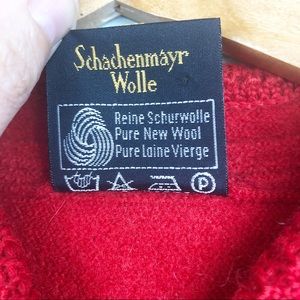 Schachenmayr
Wolle
Reine Schurwolle
Pure New Wool
Pure Laine Vierge
P